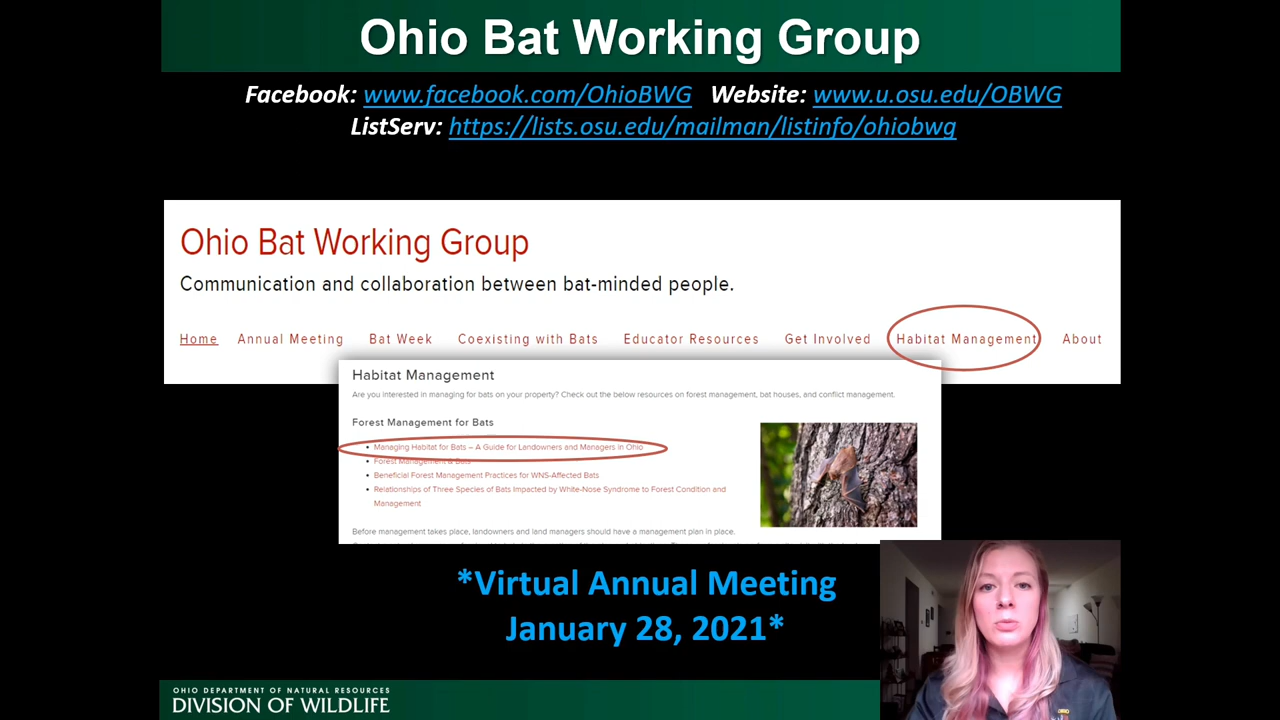 Ohio Bat Working Group
Facebook: www.facebook.com/OhioBWG Website: www.u.osu.edu/OBWG
ListServ: https://lists.osu.edu/mailman/listinfo/ohiobwg
Ohio Bat Working Group
Communication and collaboration between bat-minded people.
Home Annual Meeting Bat Week Coexisting with Bats Educator Resources Get Involved Habitat Management About
Habitat Management
Are you interested in managing for bats on your property? Check out the below resources on forest management, bat houses, and conflict management.
Forest Management for Bats
Managing Habitat for Bats – A Guide for Landowners and Managers in Ohio
Forest Management & Bats
Beneficial Forest Management Practices for WNS-Affected Bats
Relationships of Three Species of Bats Impacted by White-Nose Syndrome to Forest Condition and
Management
Before management takes place, landowners and land managers should have a management plan in place.
*Virtual Annual Meeting
January 28, 2021*
OHIO DEPARTMENT OF NATURAL RESOURCES
DIVISION OF WILDLIFE